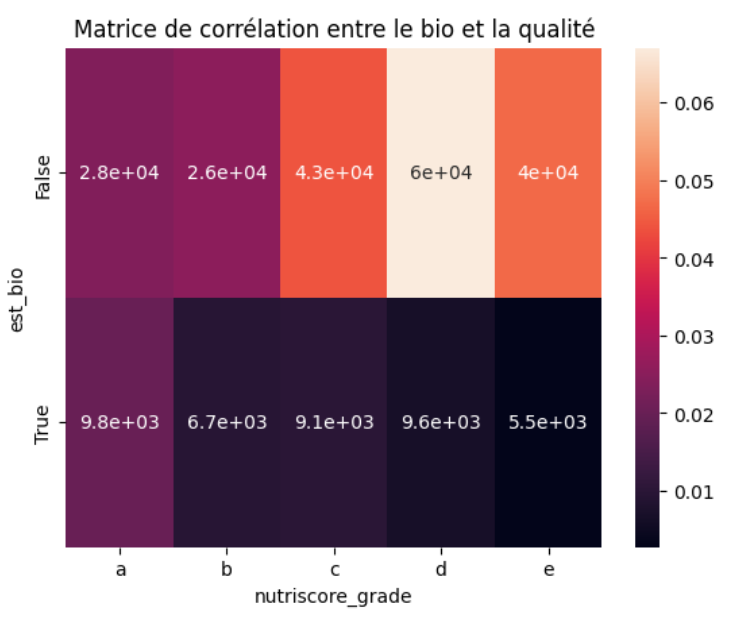 Matrice de corrélation entre le bio et la qualité
False 2.8e+04 2.6e+04 4.3e+04 6e+04 4e+04
True 9.8e+03 6.7e+03 9.1e+03 9.6e+03 5.5e+03
est_bio
a b c d e
nutriscore_grade
0.06
0.05
0.04
0.03
0.02
0.01